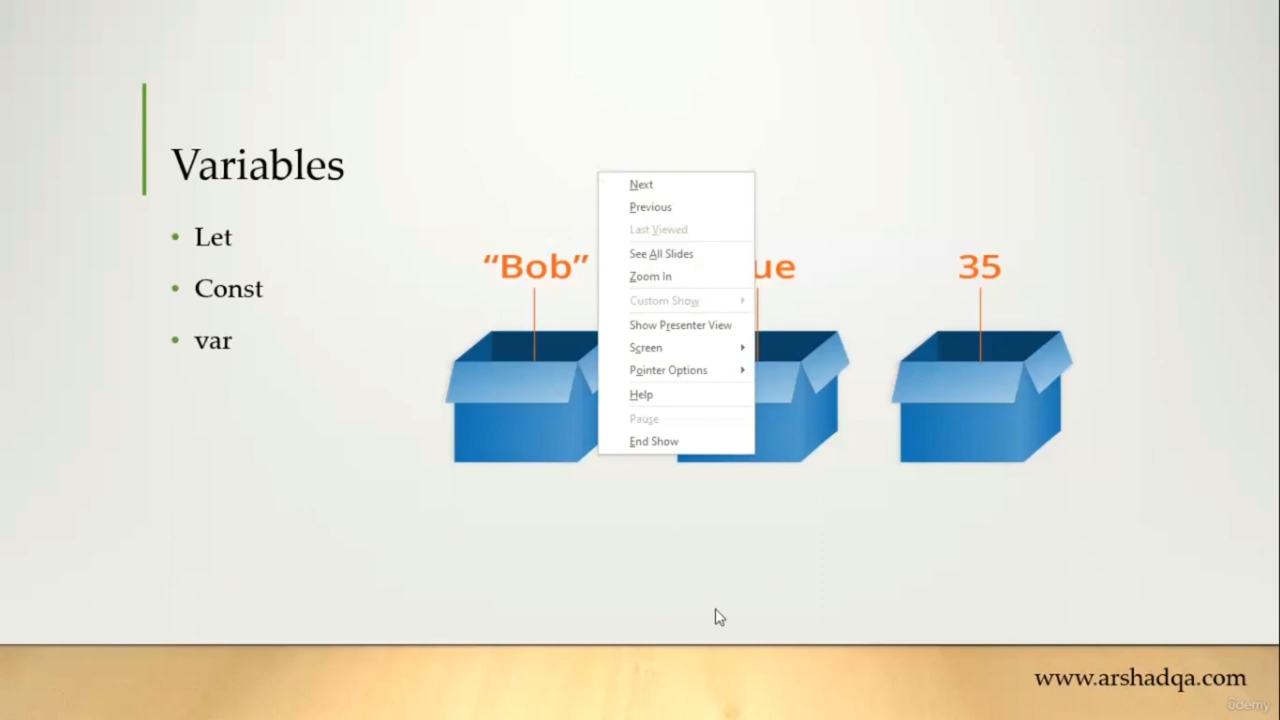 Variables
Let
Const
var
“Bob”
ue
35
Next
Previous
Last Viewed
See All Slides
Zoom In
Custom Show
Show Presenter View
Screen
Pointer Options
Help
Pause
End Show
www.arshadqa.com
ûdemy